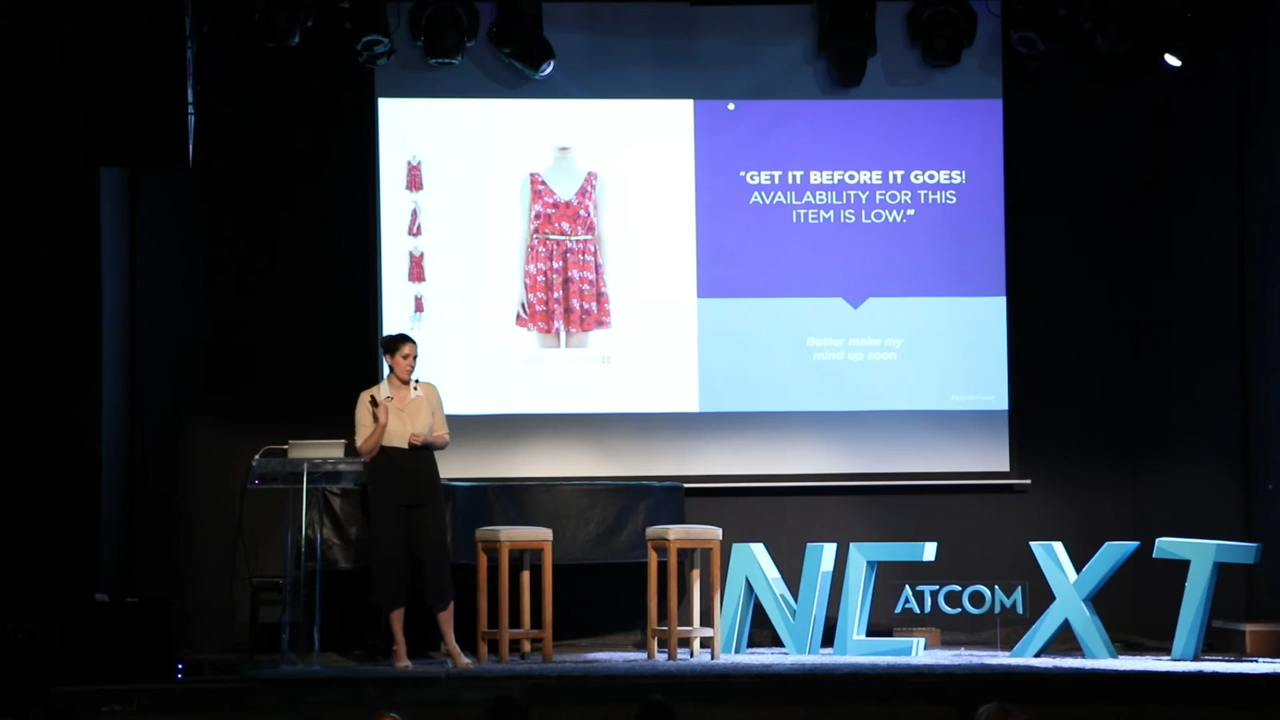 “GET IT BEFORE IT GOES!
AVAILABILITY FOR THIS
ITEM IS LOW.”
Better make my
mind up soon
NEXT
ATCOM